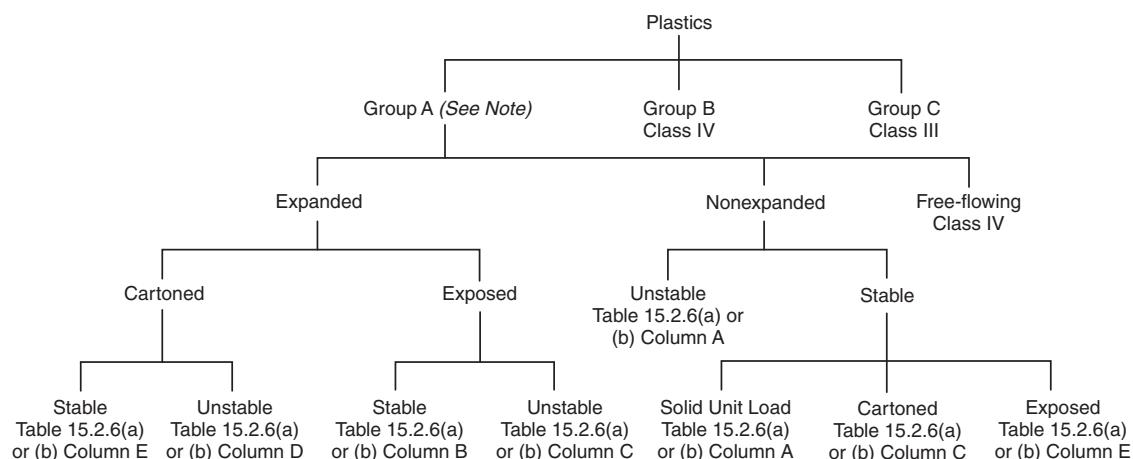 Plastics
Group A (See Note)
Group B
Class IV
Group C
Class III
Expanded
Nonexpanded
Free-flowing
Class IV
Cartoned
Exposed
Unstable
Table 15.2.6(a) or
(b) Column A
Stable
Stable
Table 15.2.6(a)
or (b) Column E
Unstable
Table 15.2.6(a)
or (b) Column D
Stable
Table 15.2.6(a)
or (b) Column B
Unstable
Table 15.2.6(a)
or (b) Column C
Solid Unit Load
Table 15.2.6(a)
or (b) Column A
Cartoned
Table 15.2.6(a)
or (b) Column C
Exposed
Table 15.2.6(a)
or (b) Column E